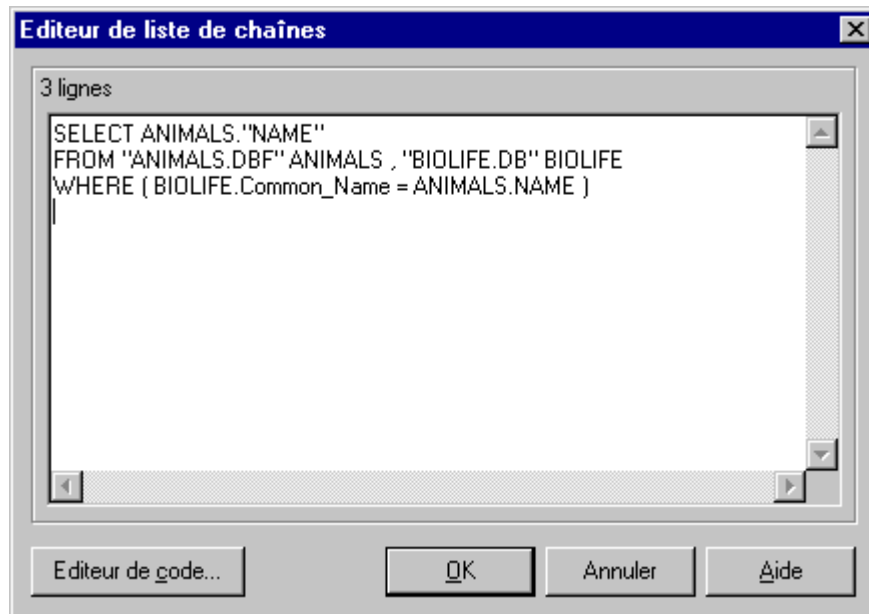 Editeur de liste de chaînes
3 lignes
SELECT ANIMALS."NAME"
FROM "ANIMALS.DBF" ANIMALS , "BIOLIFE.DB" BIOLIFE
WHERE ( BIOLIFE.Common_Name = ANIMALS.NAME )
Editeur de code...
OK
Annuler
Aide